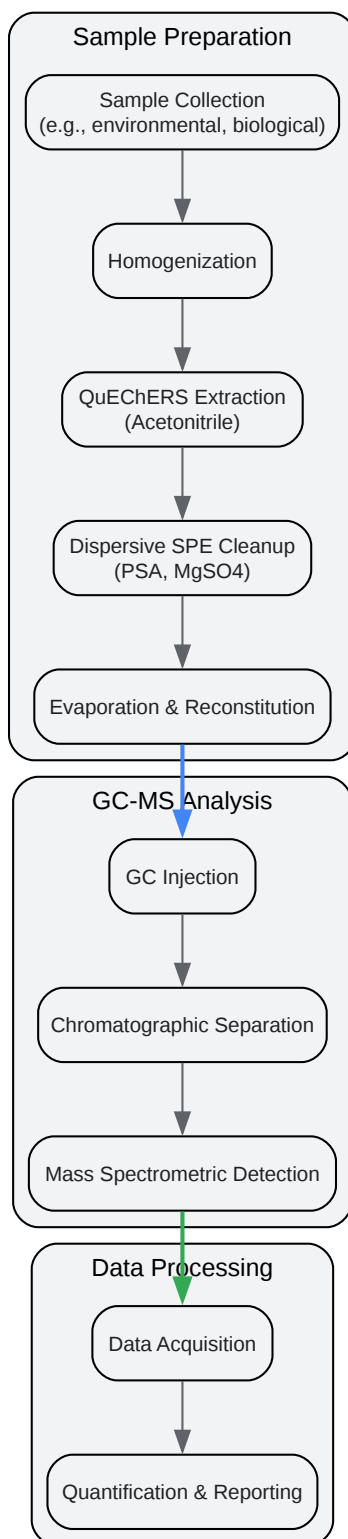 Sample Preparation
Sample Collection
(e.g., environmental, biological)
Homogenization
QuEChERS Extraction
(Acetonitrile)
Dispersive SPE Cleanup
(PSA, MgSO4)
Evaporation & Reconstitution
GC-MS Analysis
GC Injection
Chromatographic Separation
Mass Spectrometric Detection
Data Processing
Data Acquisition
Quantification & Reporting